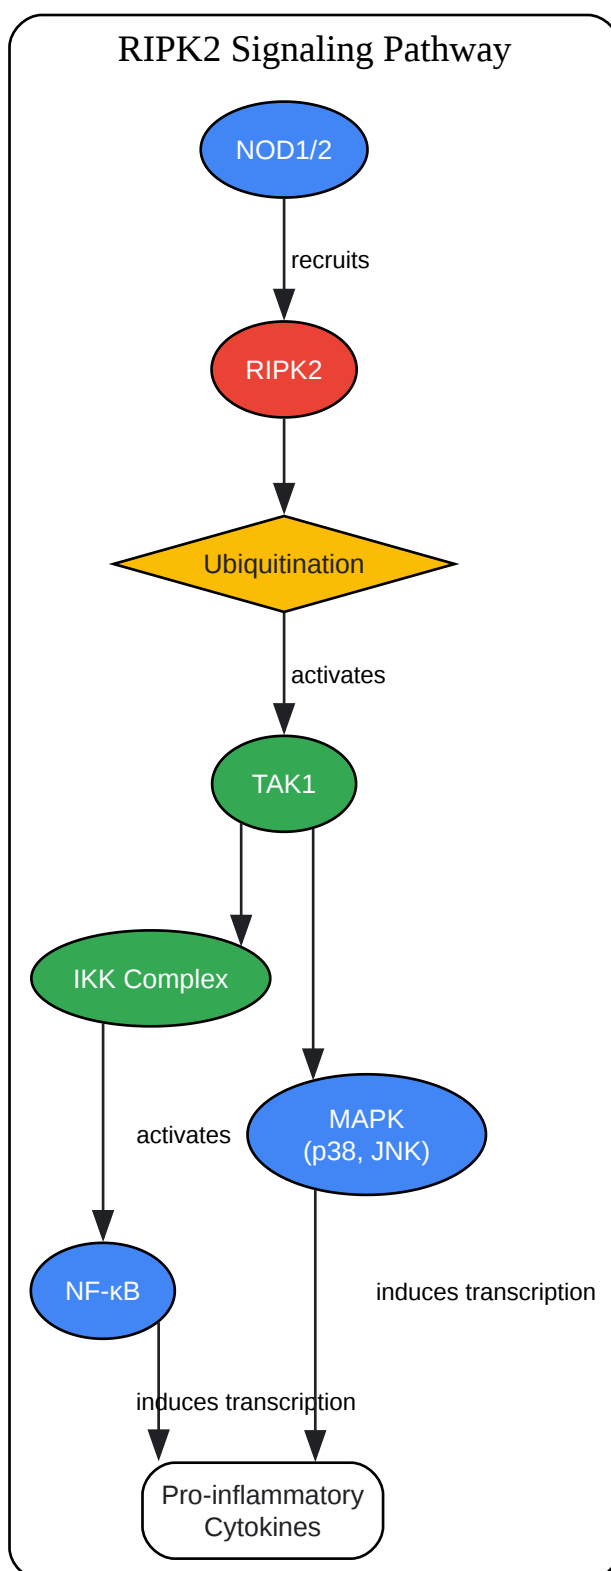 RIPK2 Signaling Pathway
NOD1/2
recruits
RIPK2
Ubiquitination
activates
TAK1
IKK Complex
MAPK
(p38, JNK)
activates
NF-κB
induces transcription
induces transcription
Pro-inflammatory
Cytokines